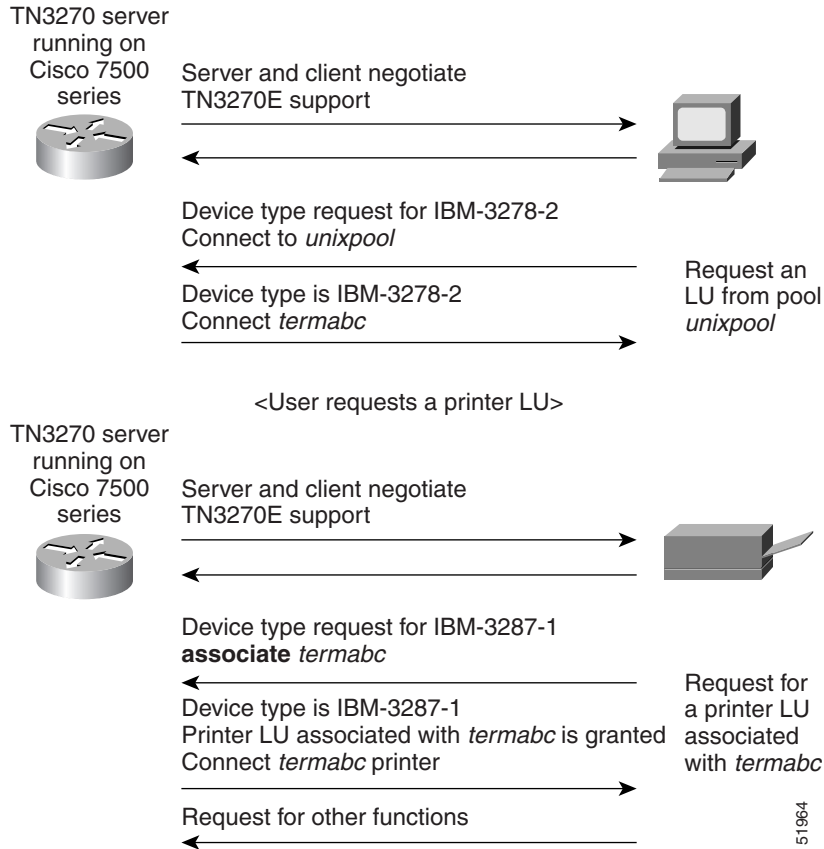 TN3270 server
running on
Cisco 7500
series
Server and client negotiate
TN3270E support
Device type request for IBM-3278-2
Connect to unixpool
Device type is IBM-3278-2
Connect termabc
Request an
LU from pool
unixpool
<User requests a printer LU>
TN3270 server
running on
Cisco 7500
series
Server and client negotiate
TN3270E support
Device type request for IBM-3287-1
associate termabc
Device type is IBM-3287-1
Printer LU associated with termabc is granted
Connect termabc printer
Request for
a printer LU
associated
with termabc
Request for other functions
51964